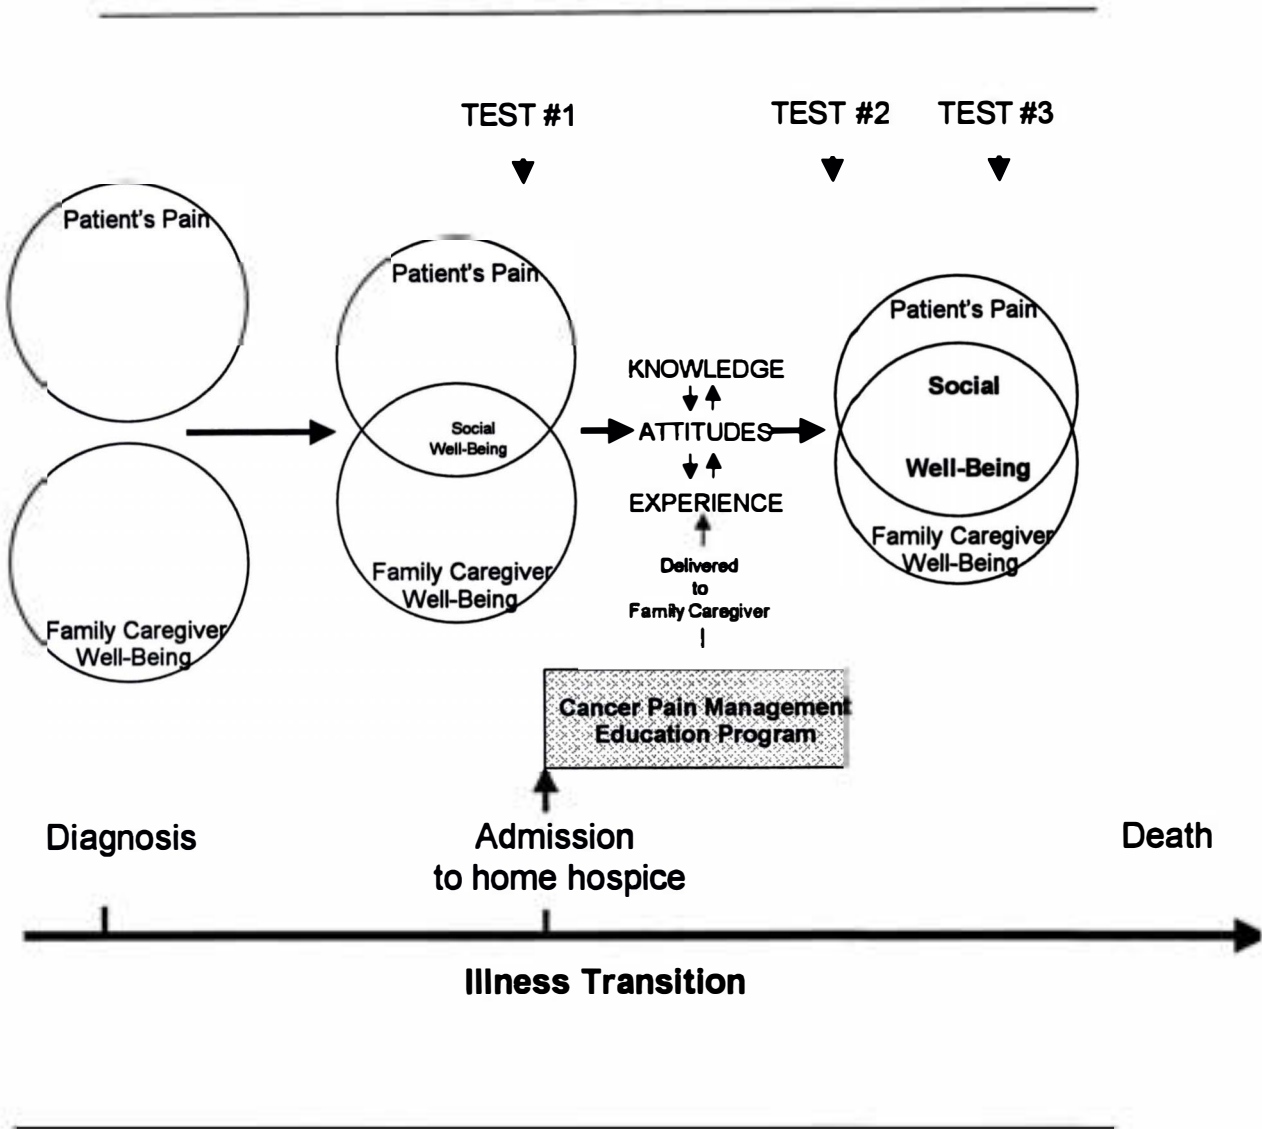 TEST #1
TEST #2
TEST #3
Patient's Pain
Family Caregiver
Well-Being
Patient's Pain
Social
Well-Being
Family Caregiver
Well-Being
KNOWLEDGE
ATTITUDES
EXPERIENCE
Delivered
to
Family Caregiver
Patient's Pain
Social
Well-Being
Family Caregiver
Well-Being
Cancer Pain Management
Education Program
Diagnosis
Admission
to home hospice
Death
Illness Transition